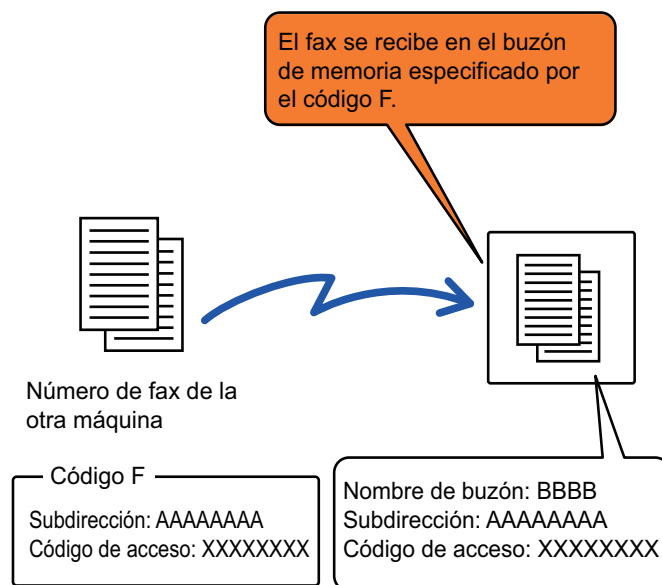 El fax se recibe en el buzón
de memoria especificado por
el código F.
Número de fax de la
otra máquina
Código F
Subdirección: AAAAAAAA
Código de acceso: XXXXXXXX
Nombre de buzón: BBBB
Subdirección: AAAAAAAA
Código de acceso: XXXXXXXX